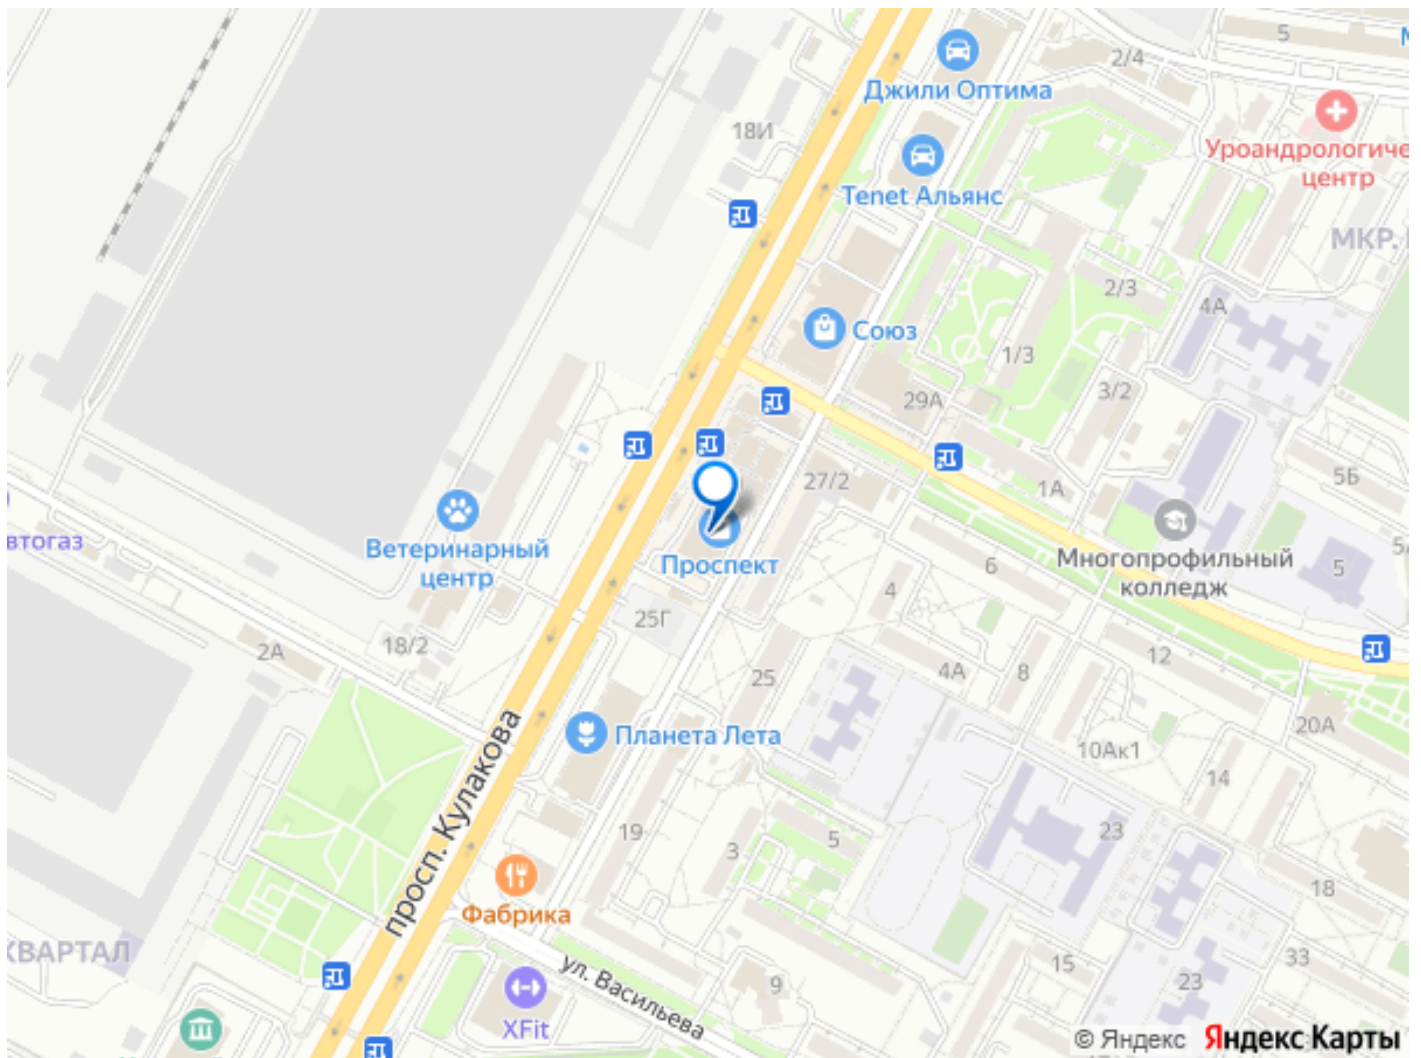 5
2/4
Джили Оптима
18И
Уроандрологиче
центр
Tenet Альянс
МКР.
2/3
4А
Союз
1/3
3/2
29А
5Б
27/2
1А
Ветеринарный
центр
втогаз
Проспект
Многопрофильный
колледж
6
5
4
25Г
18/2
2А
12
4А
8
25
20А
Планета Лета
10Ак1
14
просп. Кулакова
19
5
23
3
18
Фабрика
КВАРТАЛ
ул. Васильева
15
33
9
23
XFit
© Яндекс Яндекс Карты